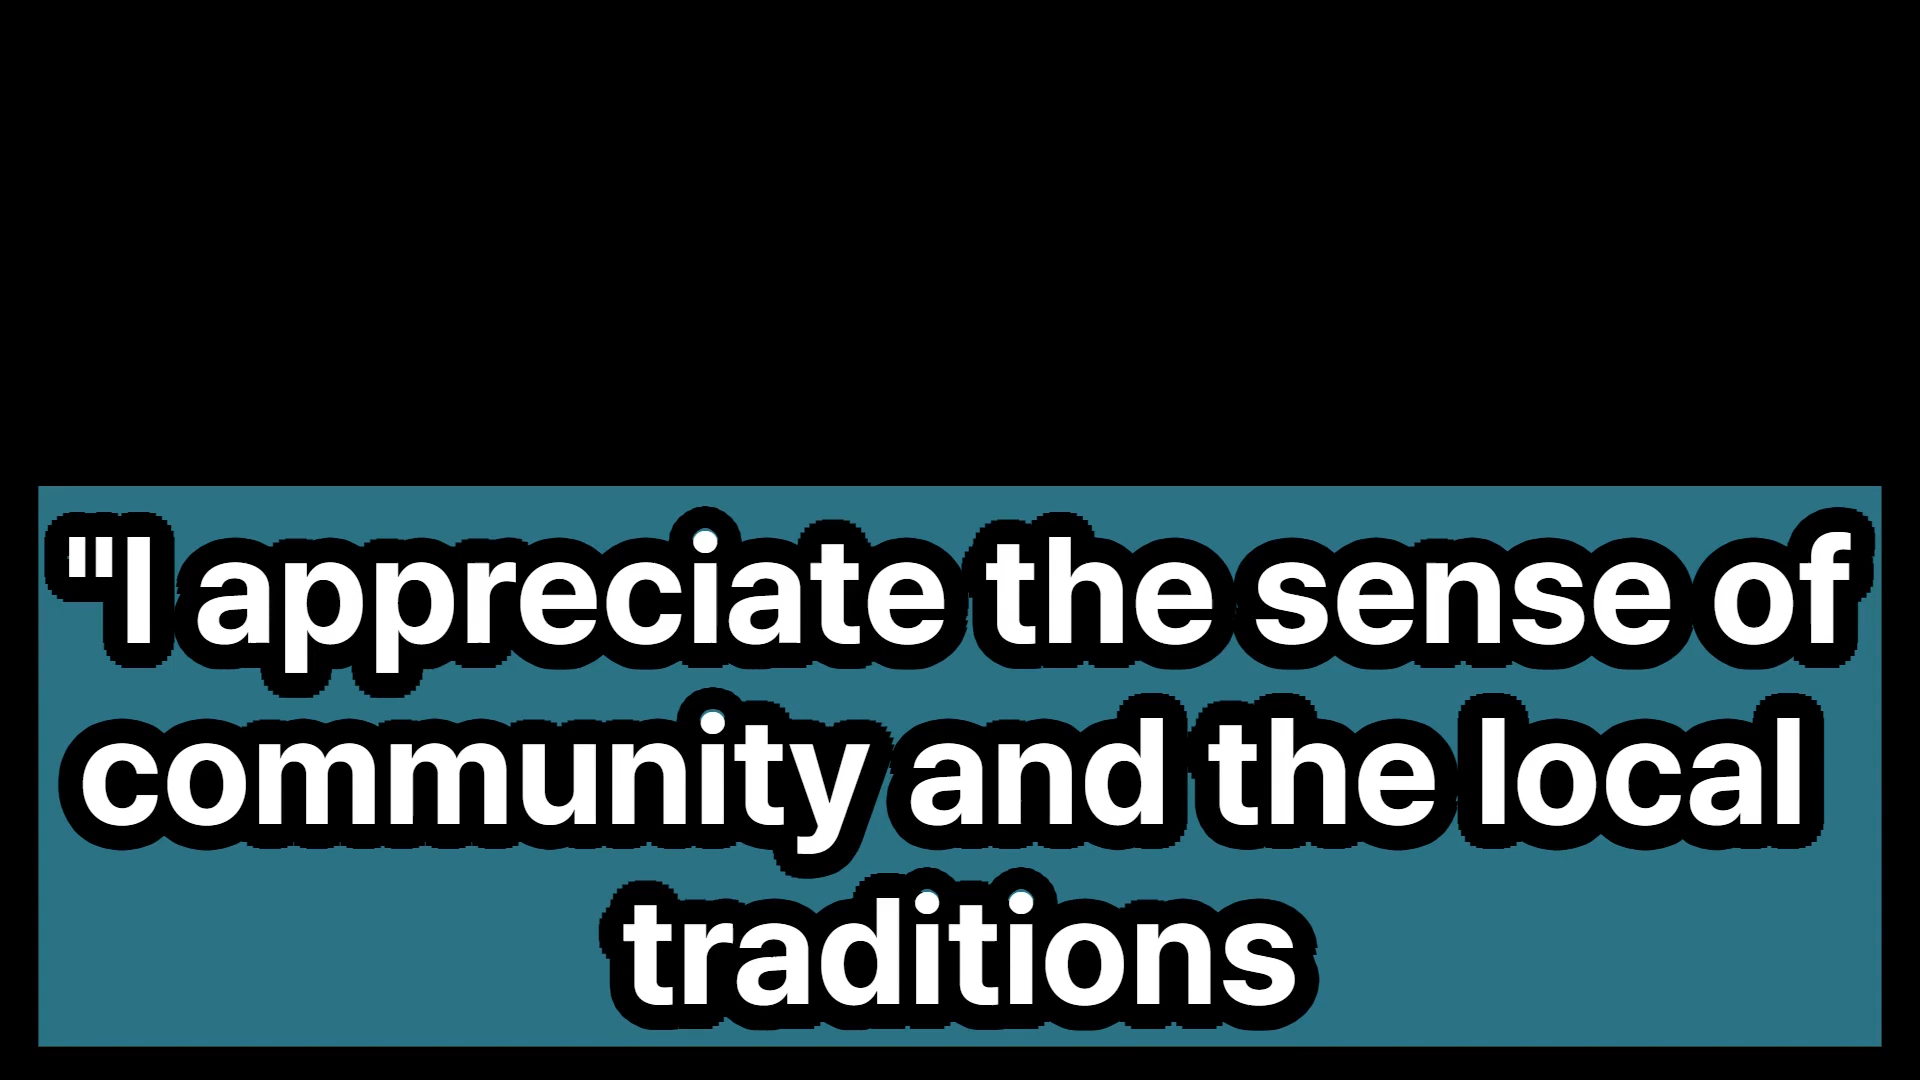 "I appreciate the sense of
community and the local
traditions